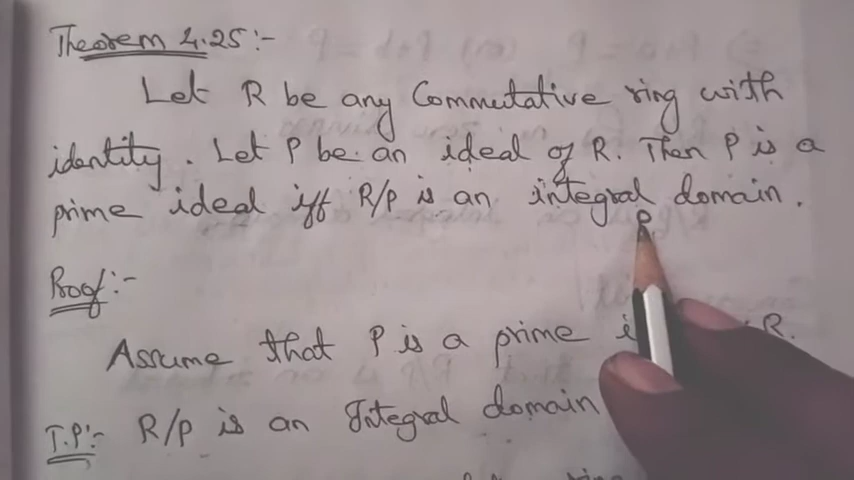 Theorem 4.25:-
Let R be any Commutative ring with
identity. Let P be an ideal of R. Then P is a
prime ideal iff R/P is an integral domain.
Proof:-
Assume that P is a prime R.
T.P:- R/P is an Integral domain